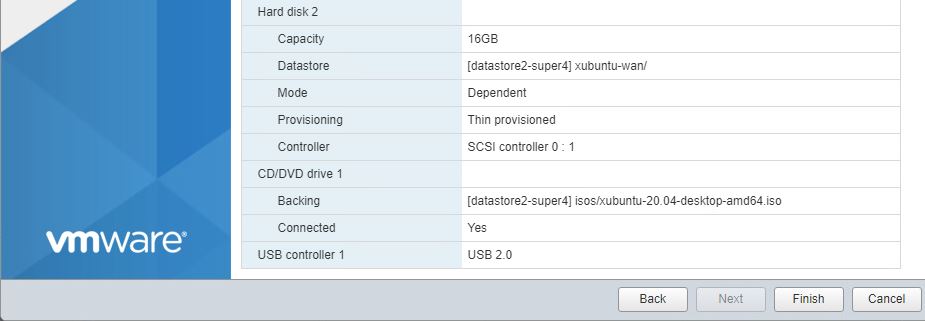 Hard disk 2
Capacity 16GB
Datastore [datastore2-super4] xubuntu-wan/
Mode Dependent
Provisioning Thin provisioned
Controller SCSI controller 0 : 1
CD/DVD drive 1
Backing [datastore2-super4] isos/xubuntu-20.04-desktop-amd64.iso
Connected Yes
USB controller 1 USB 2.0
vmware®
Back Next Finish Cancel